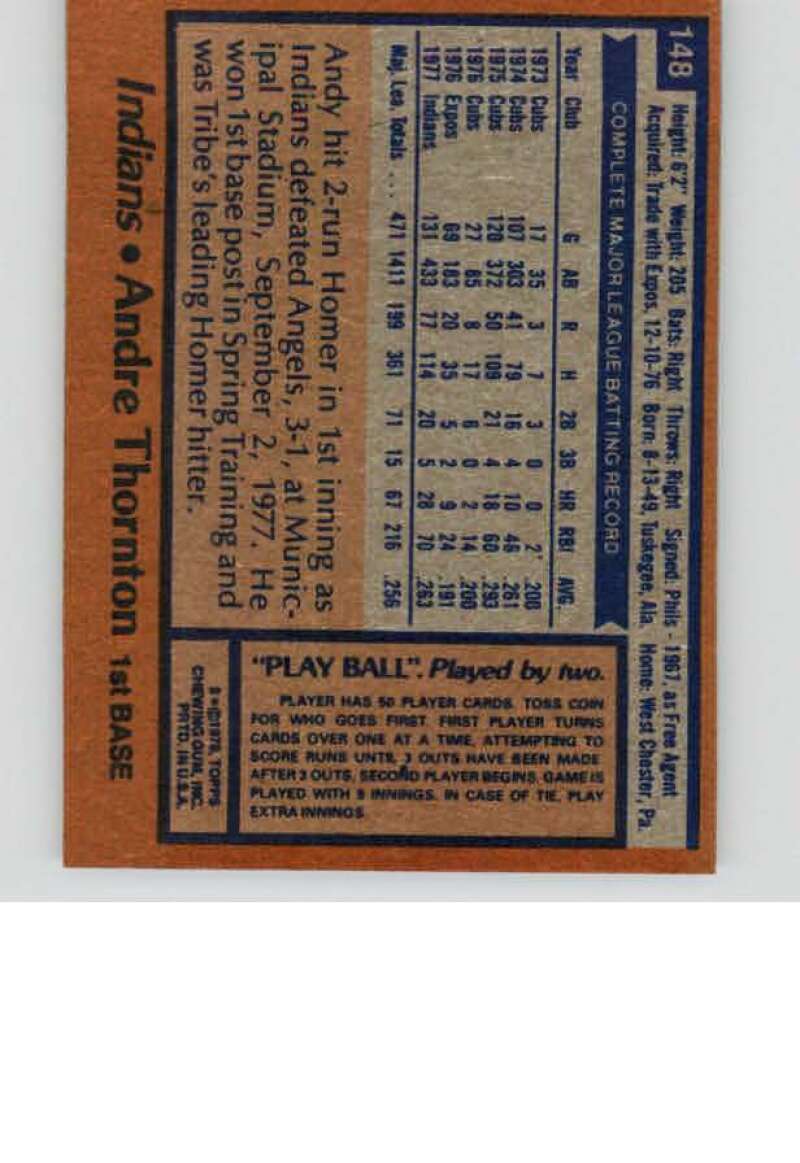 148
Height: 6'2" Weight: 205 Bats: Right Throws: Right Signed: Phils - 1967, as Free Agent
Acquired: Trade with Expos, 12-10-76 Born: 8-13-49, Tuskegee, Ala. Home: West Chester, Pa.
COMPLETE MAJOR LEAGUE BATTING RECORD
Year Club G AB R H 2B 3B HR RBI AVG.
1973 Cubs 17 35 3 7 3 0 0 2 .200
1974 Cubs 107 303 41 79 16 4 10 46 .261
1975 Cubs 120 372 50 109 21 4 18 60 .293
1976 Cubs 27 85 8 17 6 0 2 14 .200
1976 Expos 69 183 20 35 5 2 9 24 .191
1977 Indians 131 433 77 114 20 5 28 70 .263
Maj. Lea. Totals . . . 471 1411 199 361 71 15 67 216 .256
Andy hit 2-run Homer in 1st inning as
Indians defeated Angels, 3-1, at Munic-
ipal Stadium, September 2, 1977. He
won 1st base post in Spring Training and
was Tribe's leading Homer hitter.
"PLAY BALL". Played by two.
PLAYER HAS 50 PLAYER CARDS. TOSS COIN
FOR WHO GOES FIRST. FIRST PLAYER TURNS
CARDS OVER ONE AT A TIME, ATTEMPTING TO
SCORE RUNS UNTIL 3 OUTS HAVE BEEN MADE.
AFTER 3 OUTS, SECOND PLAYER BEGINS. GAME IS
PLAYED WITH 9 INNINGS. IN CASE OF TIE, PLAY
EXTRA INNINGS
©1978, TOPPS
CHEWING GUM, INC.
PRTD. IN U.S.A.
Indians • Andre Thornton 1st BASE